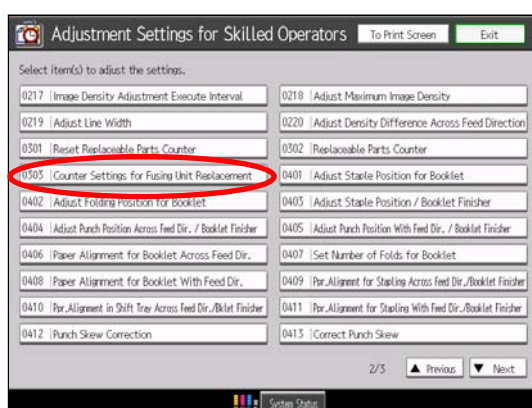 Adjustment Settings for Skilled Operators To Print Screen Exit
Select item(s) to adjust the settings.
0217 Image Density Adjustment Execute Interval 0218 Adjust Maximum Image Density
0219 Adjust Line Width 0220 Adjust Density Difference Across Feed Direction
0301 Reset Replaceable Parts Counter 0302 Replaceable Parts Counter
0303 Counter Settings for Fusing Unit Replacement 0401 Adjust Staple Position for Booklet
0402 Adjust Folding Position for Booklet 0403 Adjust Staple Position / Booklet Finisher
0404 Adjust Punch Position Across Feed Dir. / Booklet Finisher 0405 Adjust Punch Position With Feed Dir. / Booklet Finisher
0406 Paper Alignment for Booklet Across Feed Dir. 0407 Set Number of Folds for Booklet
0408 Paper Alignment for Booklet With Feed Dir. 0409 Ppr.Alignmnt for Stapling Across Feed Dir./Booklet Finisher
0410 Ppr.Alignment in Shift Tray Across Feed Dir./Bklet Finisher 0411 Ppr.Alignment for Stapling With Feed Dir./Booklet Finisher
0412 Punch Skew Correction 0413 Correct Punch Skew
2/3 ▲ Previous ▼ Next
System Status